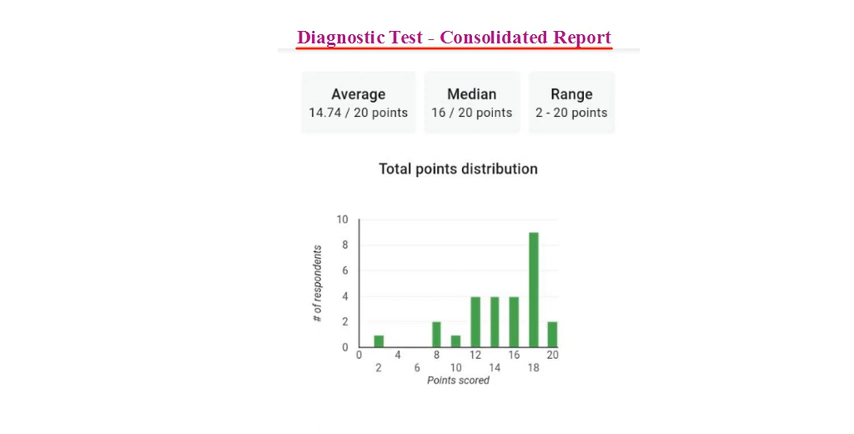 Diagnostic Test - Consolidated Report
Average
14.74 / 20 points
Median
16 / 20 points
Range
2 - 20 points
Total points distribution
# of respondents
10
8
6
4
2
0
0
2
4
6
8
10
12
14
16
18
20
Points scored